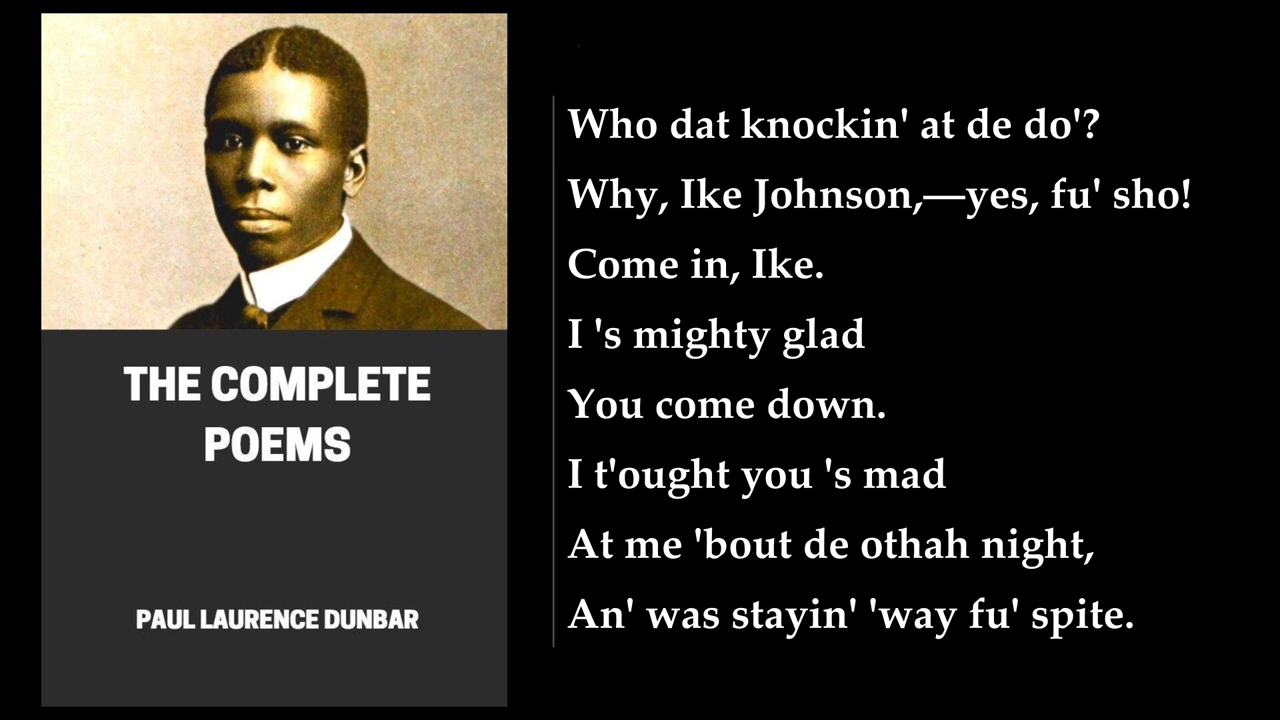 THE COMPLETE
POEMS
PAUL LAURENCE DUNBAR
Who dat knockin' at de do'?
Why, Ike Johnson,—yes, fu' sho!
Come in, Ike.
I 's mighty glad
You come down.
I t'ought you 's mad
At me 'bout de othah night,
An' was stayin' 'way fu' spite.